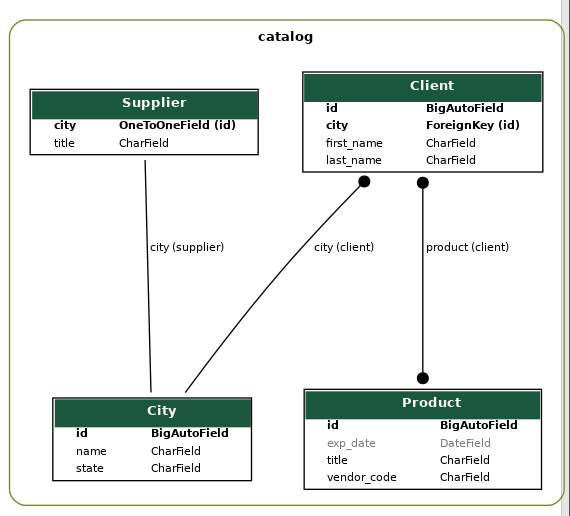 catalog
Supplier
city OneToOneField (id)
title CharField
Client
id BigAutoField
city ForeignKey (id)
first_name CharField
last_name CharField
city (supplier)
city (client)
product (client)
City
id BigAutoField
name CharField
state CharField
Product
id BigAutoField
exp_date DateField
title CharField
vendor_code CharField